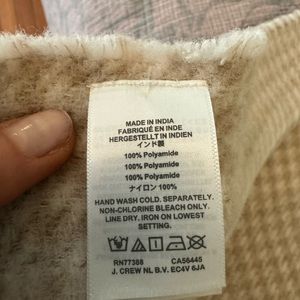 MADE IN INDIA
FABRIQUÉ EN INDE
HERGESTELLT IN INDIEN
インド製
100% Polyamide
100% Polyamide
100% Polyamide
ナイロン 100%
HAND WASH COLD. SEPARATELY.
NON-CHLORINE BLEACH ONLY.
LINE DRY. IRON ON LOWEST
SETTING.
RN77388 CA56445
J. CREW NL B.V. EC4V 6JA